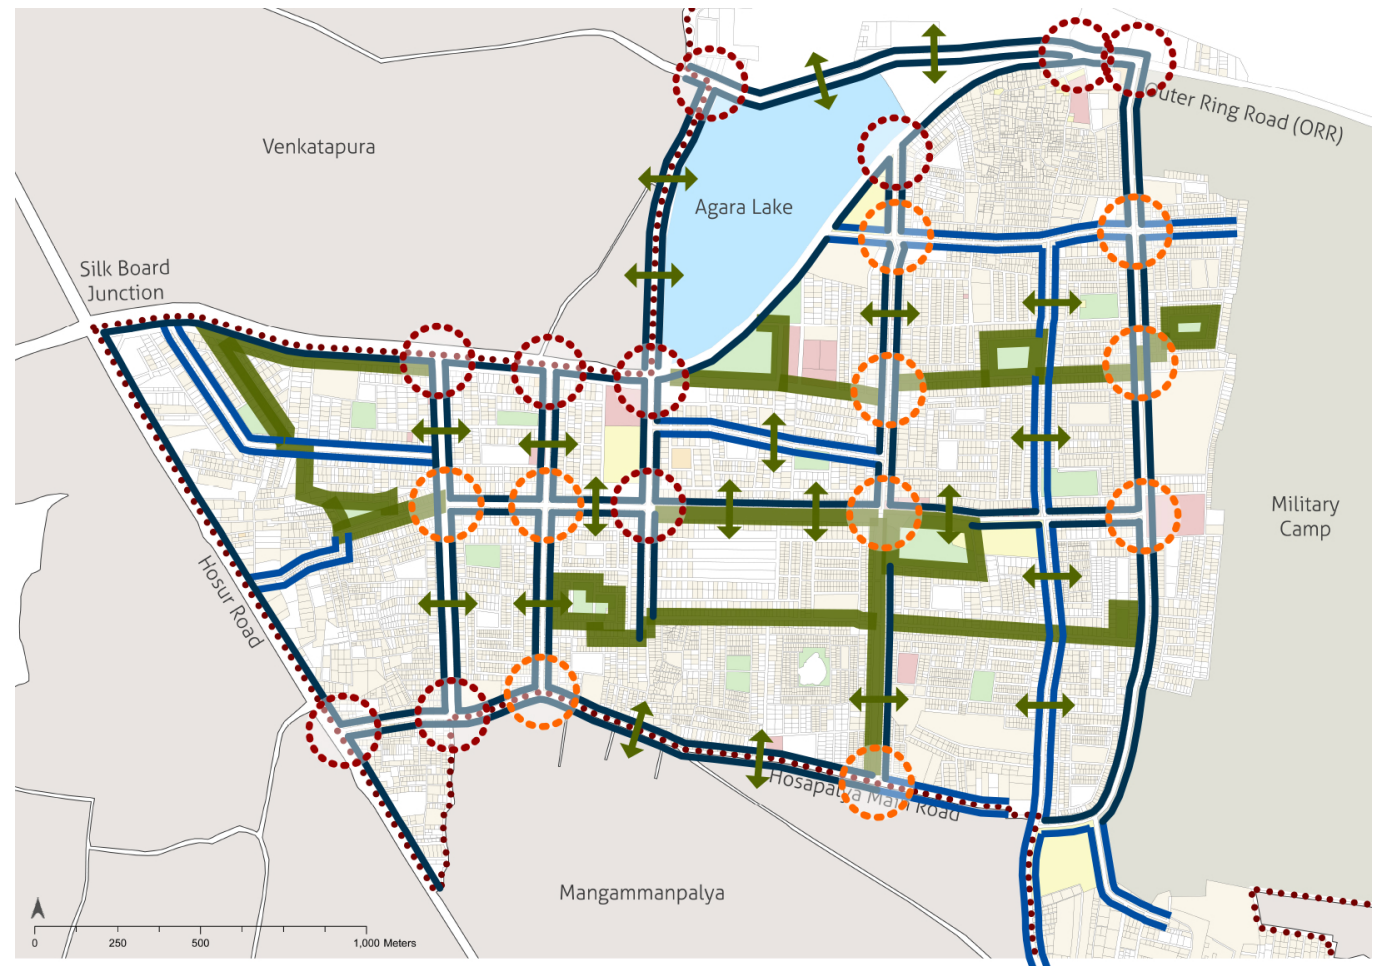 Outer Ring Road (ORR)
Venkatapura
Agara Lake
Silk Board
Junction
Military
Camp
Hosur Road
Hosapalya Main Road
Mangammanpalya
0 250 500 1,000 Meters